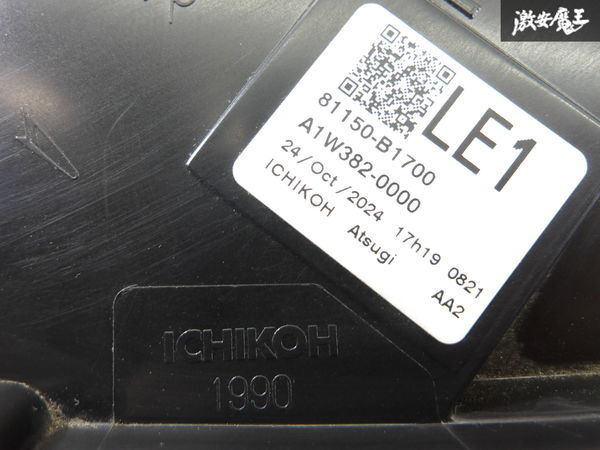 激安魔王
LE1
81150-B1700
A1W382-0000
24/Oct/2024 17h19 0821
ICHIKOH Atsugi AA2
ICHIKOH
1990